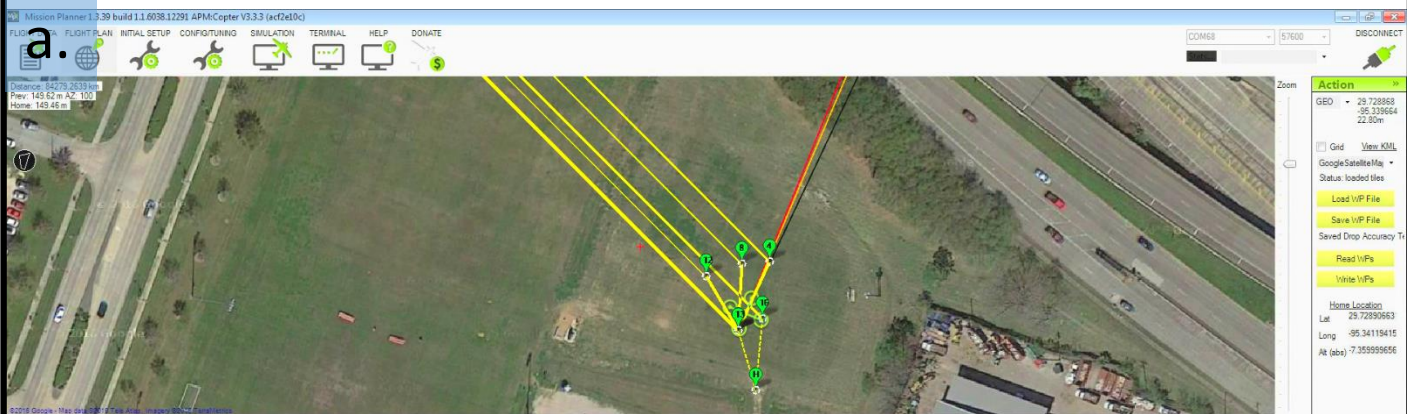 Mission Planner 1.3.39 build 1.1.6038.12291 APM:Copter V3.3.3 (acf2e10c)
a.
FLIGHT DATA FLIGHT PLAN INITIAL SETUP CONFIG/TUNING SIMULATION TERMINAL HELP DONATE
COM68 57600 DISCONNECT
Distance: 84279.2639 km
Prev: 149.62 m AZ: 100
Home: 149.46 m
Zoom
Action »
GEO 29.728868
-95.339664
22.80m
Grid View KML
GoogleSatelliteMap
Status: loaded tiles
Load WP File
Save WP File
Saved Drop Accuracy Te
Read WPs
Write WPs
Home Location
Lat 29.72890663
Long -95.34119415
Alt (abs) -7.359999656
12 8 4
13 16
H